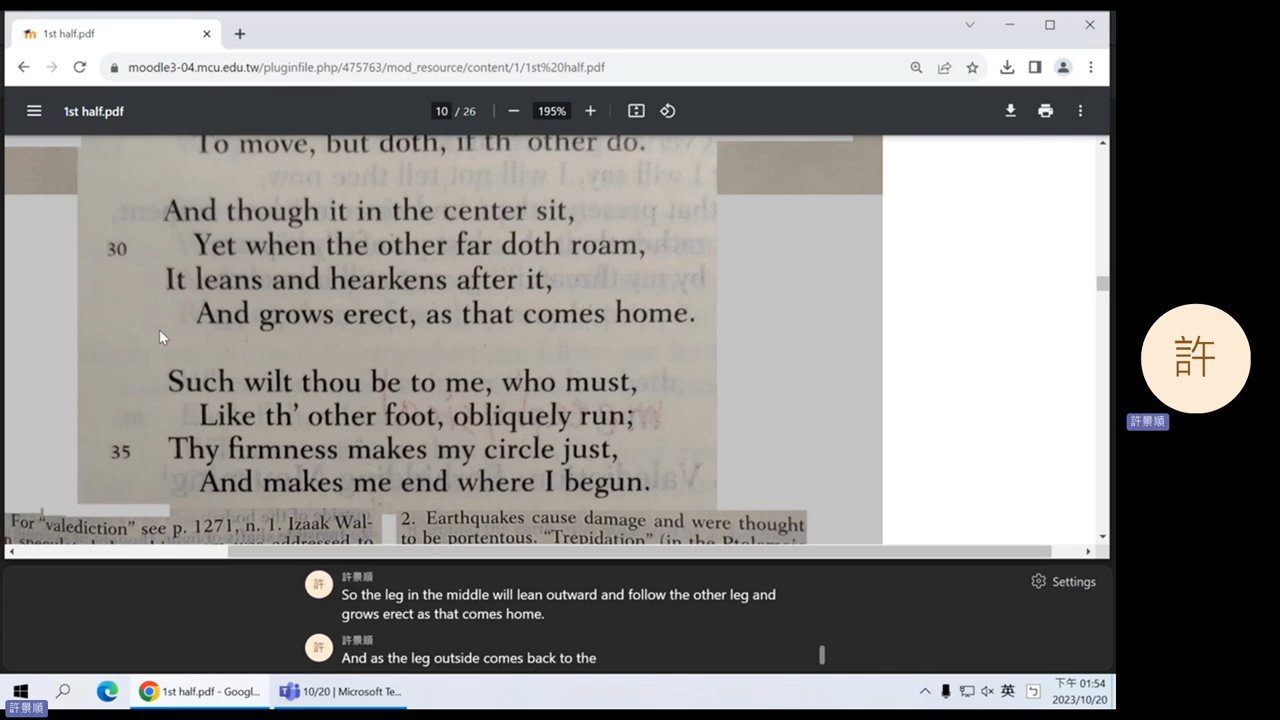 1st half.pdf
moodle3-04.mcu.edu.tw/pluginfile.php/475763/mod_resource/content/1/1st%20half.pdf
1st half.pdf
10 / 26
195%
To move, but doth, if th' other do.
And though it in the center sit,
30 Yet when the other far doth roam,
It leans and hearkens after it,
And grows erect, as that comes home.
Such wilt thou be to me, who must,
Like th' other foot, obliquely run;
35 Thy firmness makes my circle just,
And makes me end where I begun.
For "valediction" see p. 1271, n. 1. Izaak Wal-
2. Earthquakes cause damage and were thought
to be portentous. "Trepidation" (in the Ptolemaic
許
許景順
許
許景順
So the leg in the middle will lean outward and follow the other leg and
grows erect as that comes home.
許
許景順
And as the leg outside comes back to the
Settings
1st half.pdf - Googl...
10/20 | Microsoft Te...
英
下午 01:54
2023/10/20
許景順